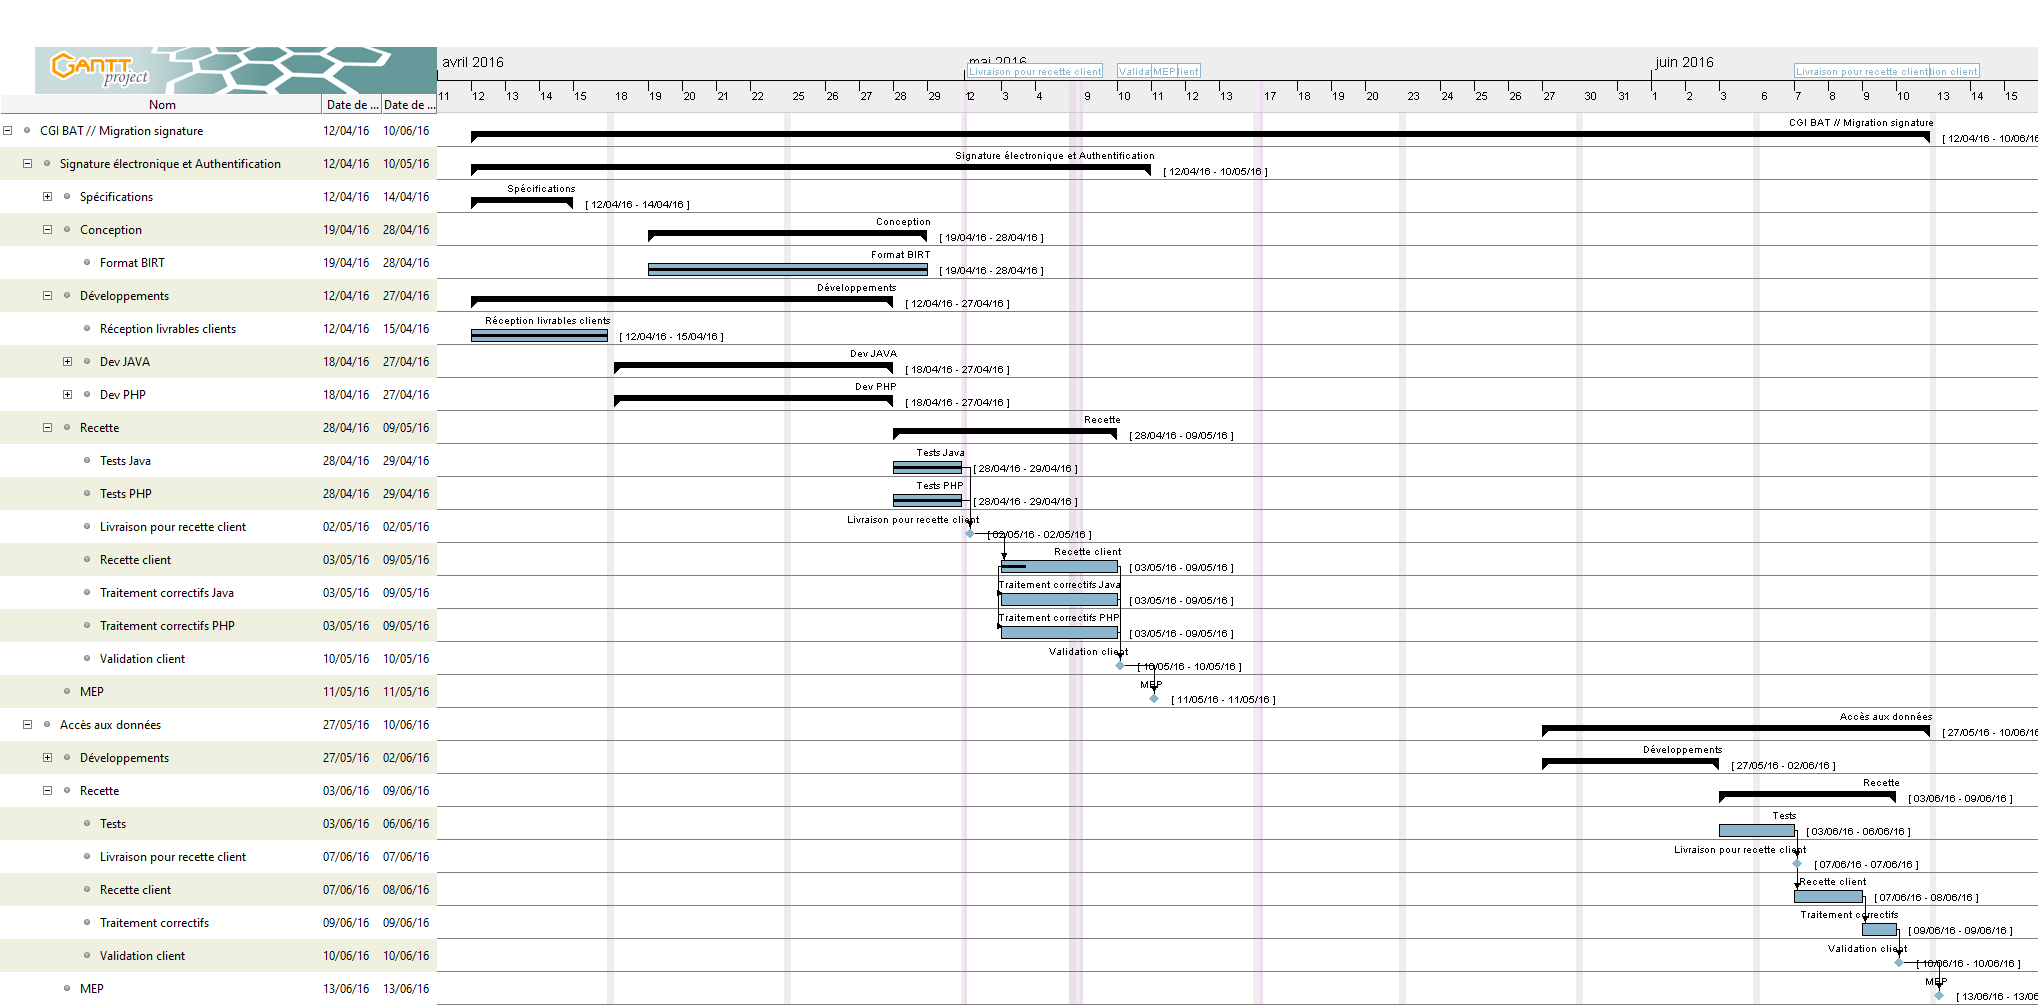 GANTT
project
avril 2016
mai 2016
juin 2016
Livraison pour recette client
MEP
Livraison pour recette client
Nom
Date de ...
Date de ...
11 12 13 14 15 18 19 20 21 22 25 26 27 28 29 2 3 4 9 10 11 12 13 17 18 19 20 23 24 25 26 27 30 31 1 2 3 6 7 8 9 10 13 14 15
CGI BAT // Migration signature 12/04/16 10/06/16
CGI BAT // Migration signature
[ 12/04/16 - 10/06/16
Signature électronique et Authentification 12/04/16 10/05/16
Signature électronique et Authentification
[ 12/04/16 - 10/05/16 ]
Spécifications 12/04/16 14/04/16
Spécifications
[ 12/04/16 - 14/04/16 ]
Conception 19/04/16 28/04/16
Conception
[ 19/04/16 - 28/04/16 ]
Format BIRT 19/04/16 28/04/16
Format BIRT
[ 19/04/16 - 28/04/16 ]
Développements 12/04/16 27/04/16
Développements
[ 12/04/16 - 27/04/16 ]
Réception livrables clients 12/04/16 15/04/16
Réception livrables clients
[ 12/04/16 - 15/04/16 ]
Dev JAVA 18/04/16 27/04/16
Dev JAVA
[ 18/04/16 - 27/04/16 ]
Dev PHP 18/04/16 27/04/16
Dev PHP
[ 18/04/16 - 27/04/16 ]
Recette 28/04/16 09/05/16
Recette
[ 28/04/16 - 09/05/16 ]
Tests Java 28/04/16 29/04/16
Tests Java
[ 28/04/16 - 29/04/16 ]
Tests PHP 28/04/16 29/04/16
Tests PHP
[ 28/04/16 - 29/04/16 ]
Livraison pour recette client 02/05/16 02/05/16
Livraison pour recette client
[ 02/05/16 - 02/05/16 ]
Recette client 03/05/16 09/05/16
Recette client
[ 03/05/16 - 09/05/16 ]
Traitement correctifs Java 03/05/16 09/05/16
Traitement correctifs Java
[ 03/05/16 - 09/05/16 ]
Traitement correctifs PHP 03/05/16 09/05/16
Traitement correctifs PHP
[ 03/05/16 - 09/05/16 ]
Validation client 10/05/16 10/05/16
Validation client
[ 10/05/16 - 10/05/16 ]
MEP 11/05/16 11/05/16
MEP
[ 11/05/16 - 11/05/16 ]
Accès aux données 27/05/16 10/06/16
Accès aux données
[ 27/05/16 - 10/06/16
Développements 27/05/16 02/06/16
Développements
[ 27/05/16 - 02/06/16 ]
Recette 03/06/16 09/06/16
Recette
[ 03/06/16 - 09/06/16 ]
Tests 03/06/16 06/06/16
Tests
[ 03/06/16 - 06/06/16 ]
Livraison pour recette client 07/06/16 07/06/16
Livraison pour recette client
[ 07/06/16 - 07/06/16 ]
Recette client 07/06/16 08/06/16
Recette client
[ 07/06/16 - 08/06/16 ]
Traitement correctifs 09/06/16 09/06/16
Traitement correctifs
[ 09/06/16 - 09/06/16 ]
Validation client 10/06/16 10/06/16
Validation client
[ 10/06/16 - 10/06/16 ]
MEP 13/06/16 13/06/16
MEP
[ 13/06/16 - 13/06